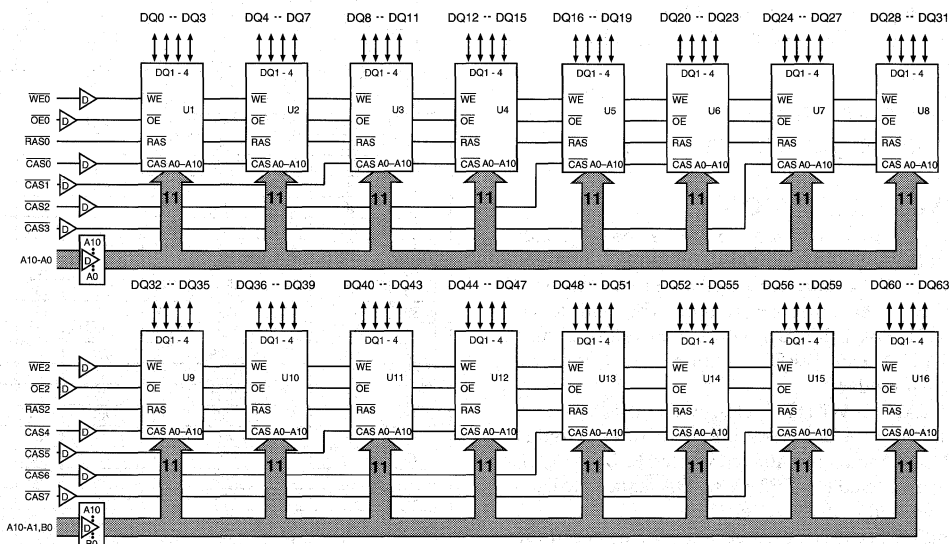 DQ0 -- DQ3 DQ4 -- DQ7 DQ8 -- DQ11 DQ12 -- DQ15 DQ16 -- DQ19 DQ20 -- DQ23 DQ24 -- DQ27 DQ28 -- DQ31
DQ1 - 4 DQ1 - 4 DQ1 - 4 DQ1 - 4 DQ1 - 4 DQ1 - 4 DQ1 - 4 DQ1 - 4
WE0 D WE WE WE WE WE WE WE WE
U1 U2 U3 U4 U5 U6 U7 U8
OE0 D OE OE OE OE OE OE OE OE
RAS0 RAS RAS RAS RAS RAS RAS RAS RAS
CAS0 D CAS A0–A10 CAS A0–A10 CAS A0–A10 CAS A0–A10 CAS A0–A10 CAS A0–A10 CAS A0–A10 CAS A0–A10
CAS1 D
11 11 11 11 11 11 11 11
CAS2 D
CAS3 D
A10
A10-A0 D
A0
DQ32 -- DQ35 DQ36 -- DQ39 DQ40 -- DQ43 DQ44 -- DQ47 DQ48 -- DQ51 DQ52 -- DQ55 DQ56 -- DQ59 DQ60 -- DQ63
DQ1 - 4 DQ1 - 4 DQ1 - 4 DQ1 - 4 DQ1 - 4 DQ1 - 4 DQ1 - 4 DQ1 - 4
WE2 D WE WE WE WE WE WE WE WE
U9 U10 U11 U12 U13 U14 U15 U16
OE2 D OE OE OE OE OE OE OE OE
RAS2 RAS RAS RAS RAS RAS RAS RAS RAS
CAS4 D CAS A0–A10 CAS A0–A10 CAS A0–A10 CAS A0–A10 CAS A0–A10 CAS A0–A10 CAS A0–A10 CAS A0–A10
CAS5 D
11 11 11 11 11 11 11 11
CAS6 D
CAS7 D
A10
A10-A1,B0 D
B0